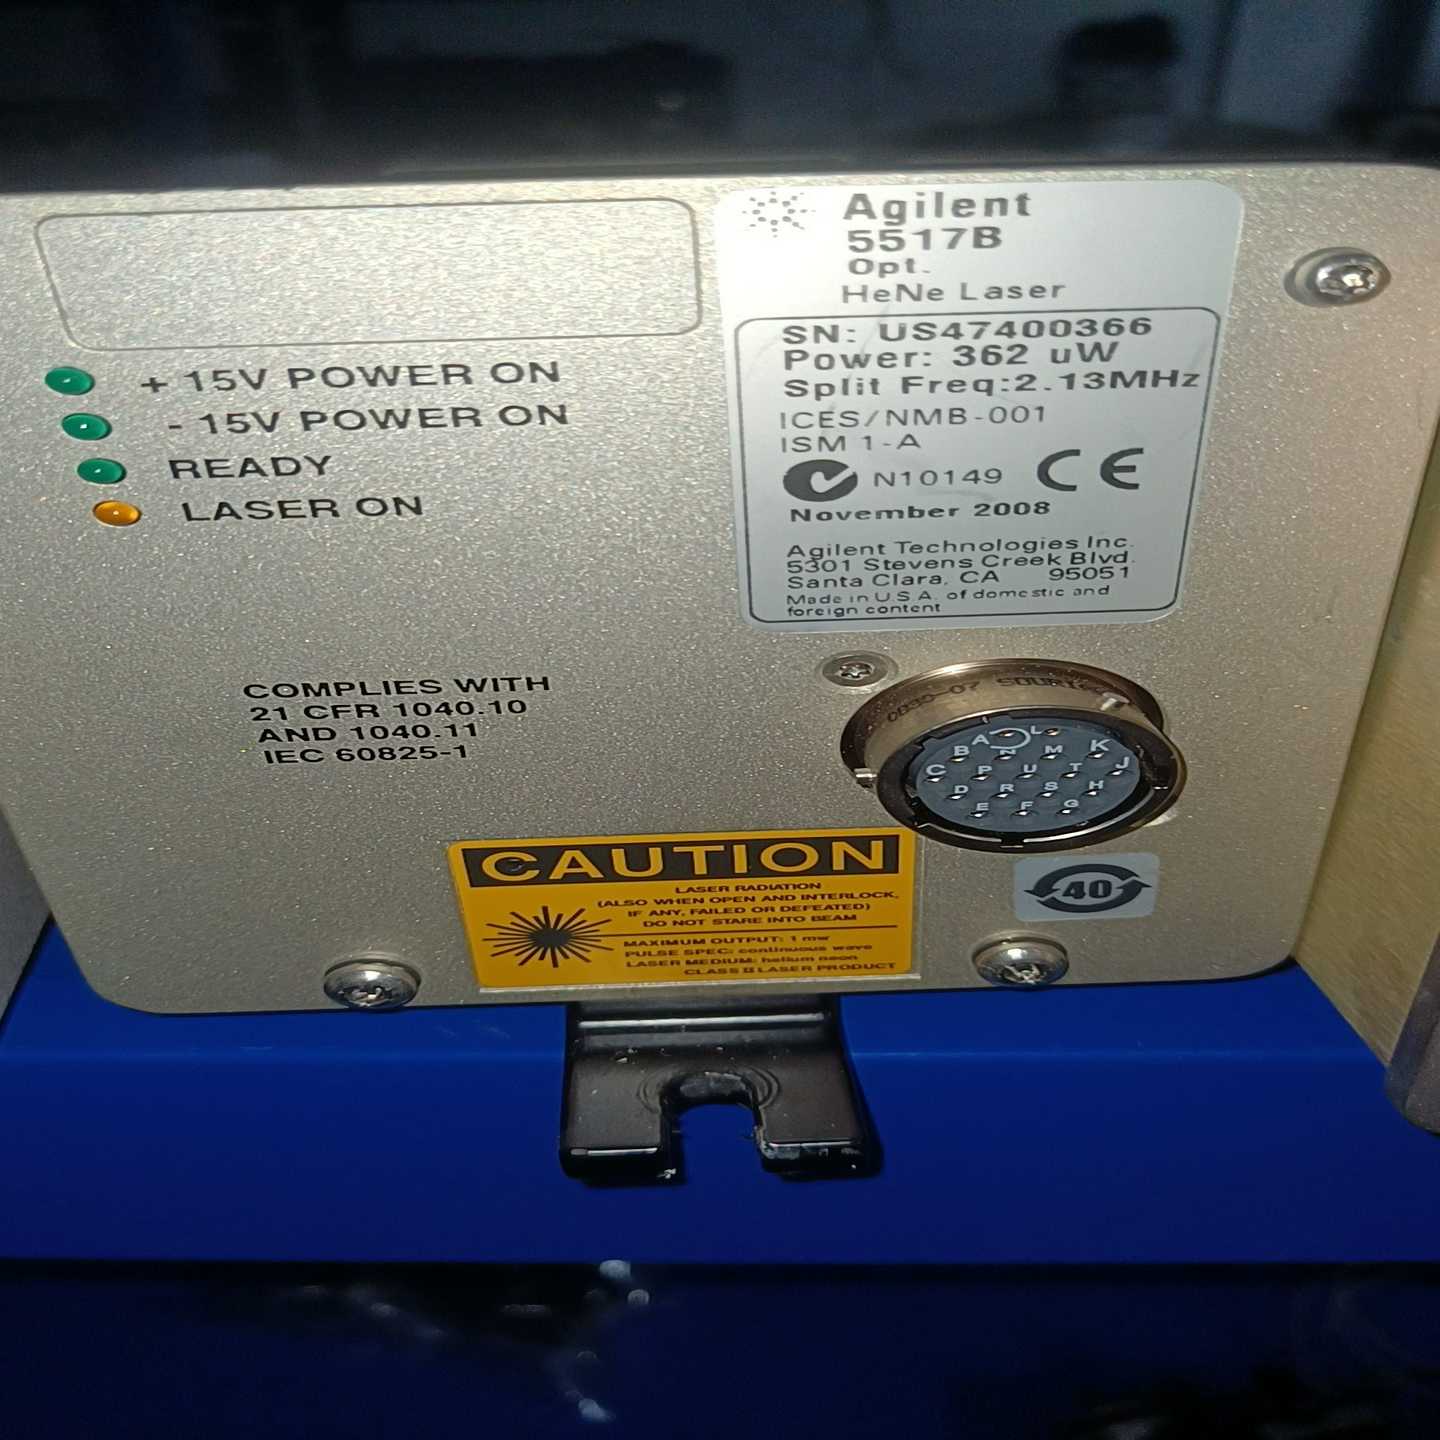 Agilent
5517B
Opt.
HeNe Laser
SN: US47400366
Power: 362 uW
Split Freq:2.13MHz
ICES/NMB-001
ISM 1-A
N10149 CE
November 2008
Agilent Technologies Inc.
5301 Stevens Creek Blvd.
Santa Clara, CA 95051
Made in U.S.A. of domestic and
foreign content
+ 15V POWER ON
- 15V POWER ON
READY
LASER ON
COMPLIES WITH
21 CFR 1040.10
AND 1040.11
IEC 60825-1
A L
B N M K
C P U T J
D R S H
E F G
CAUTION
LASER RADIATION
(ALSO WHEN OPEN AND INTERLOCK,
IF ANY, FAILED OR DEFEATED)
DO NOT STARE INTO BEAM
MAXIMUM OUTPUT: 1 mw
PULSE SPEC: continuous wave
LASER MEDIUM: helium neon
CLASS II LASER PRODUCT
40